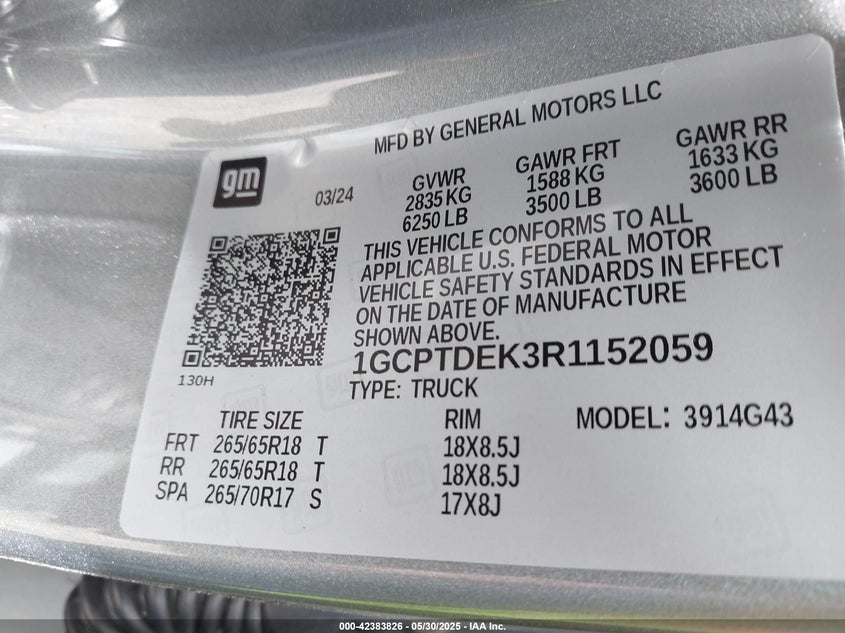 MFD BY GENERAL MOTORS LLC
gm
03/24
GVWR
2835 KG
6250 LB
GAWR FRT
1588 KG
3500 LB
GAWR RR
1633 KG
3600 LB
THIS VEHICLE CONFORMS TO ALL
APPLICABLE U.S. FEDERAL MOTOR
VEHICLE SAFETY STANDARDS IN EFFECT
ON THE DATE OF MANUFACTURE
SHOWN ABOVE.
1GCPTDEK3R1152059
130H
TYPE: TRUCK
TIRE SIZE RIM MODEL: 3914G43
FRT 265/65R18 T 18X8.5J
RR 265/65R18 T 18X8.5J
SPA 265/70R17 S 17X8J
000-42383826 - 05/30/2025 - IAA Inc.